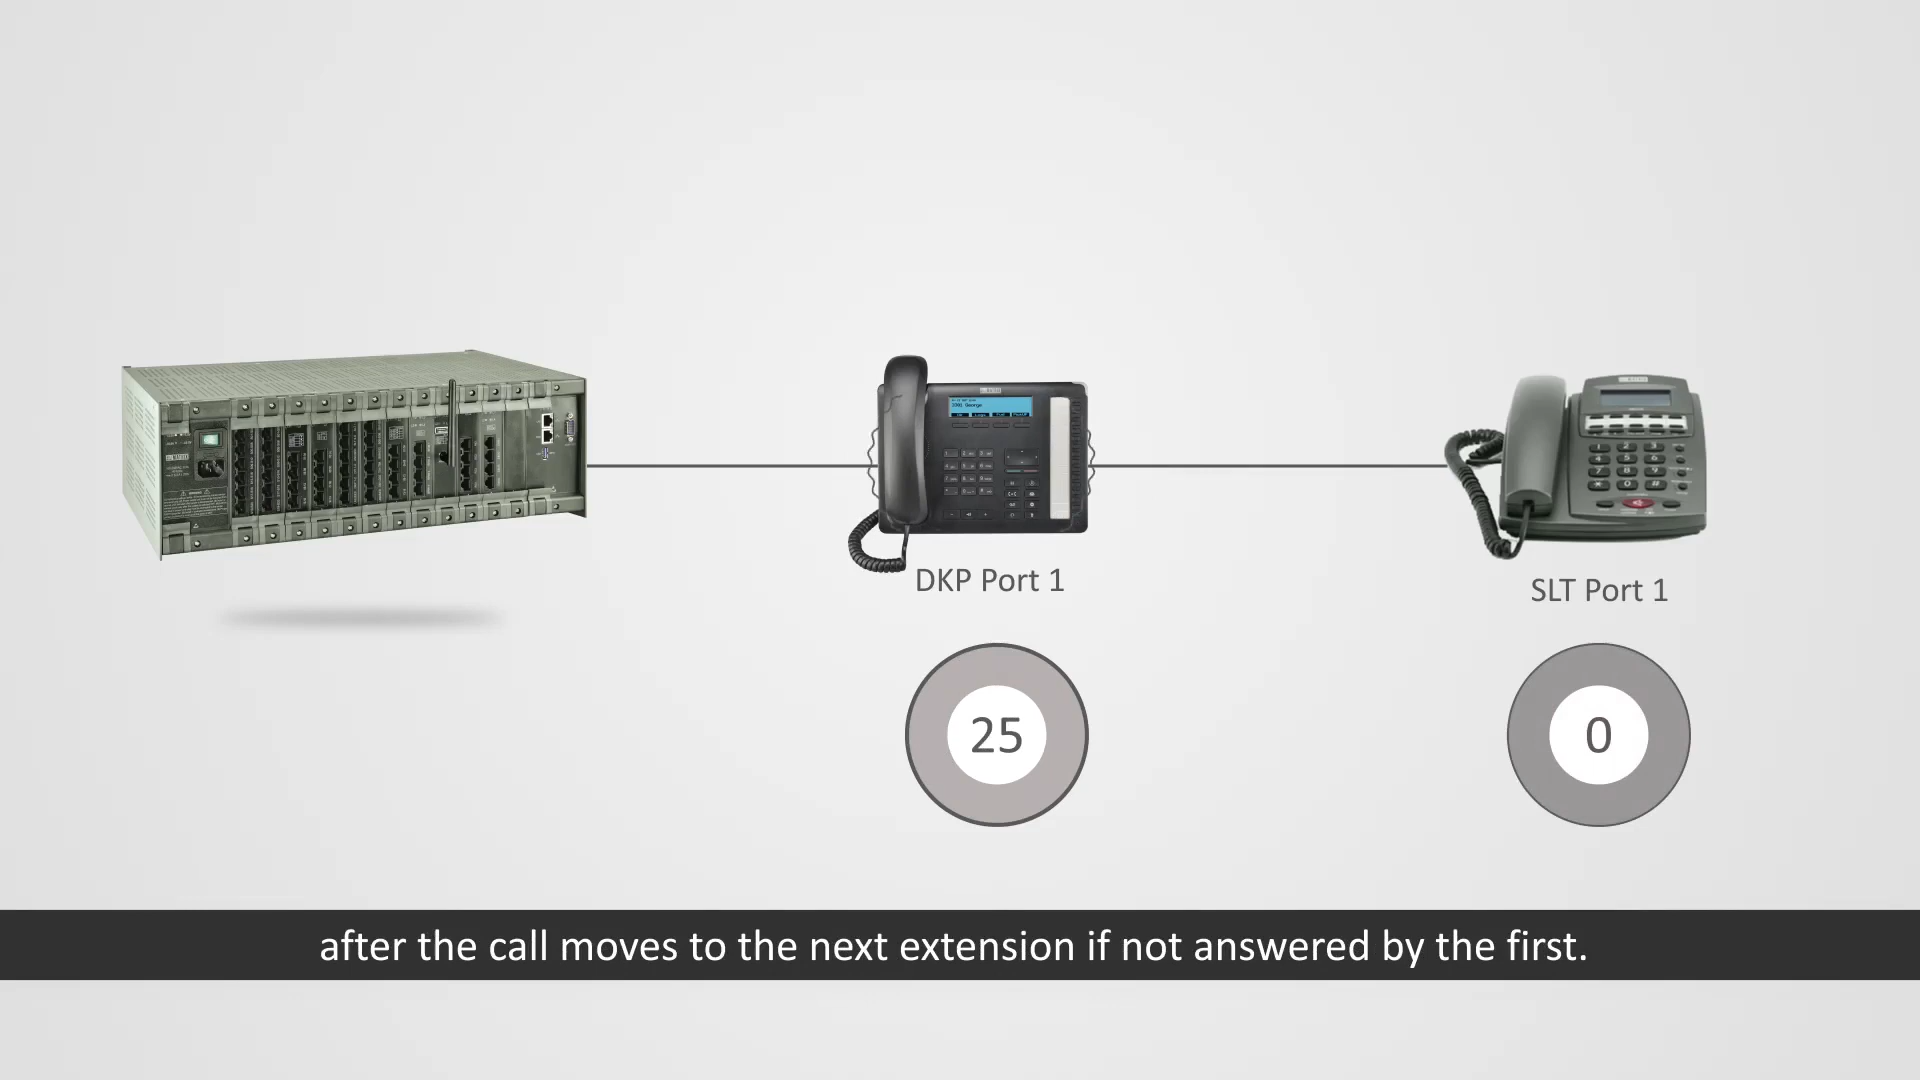 DKP Port 1
SLT Port 1
25
0
after the call moves to the next extension if not answered by the first.